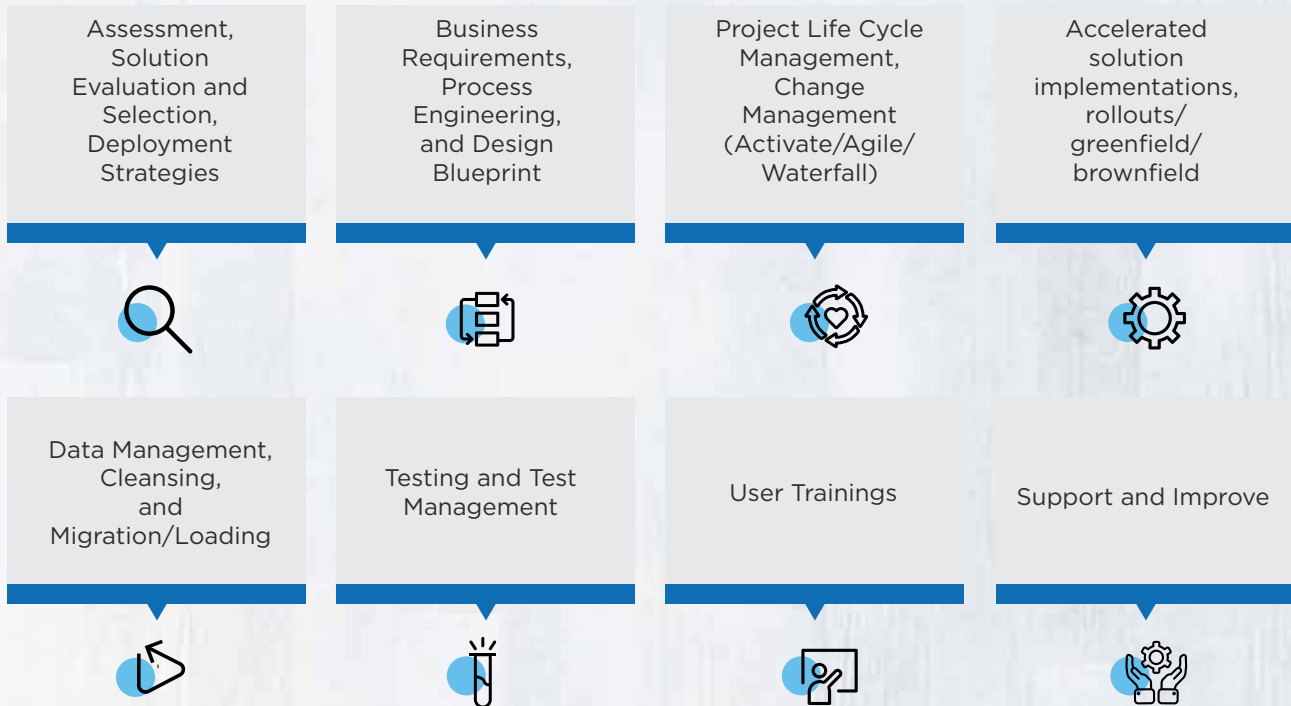 Assessment,
Solution
Evaluation and
Selection,
Deployment
Strategies
Business
Requirements,
Process
Engineering,
and Design
Blueprint
Project Life Cycle
Management,
Change
Management
(Activate/Agile/
Waterfall)
Accelerated
solution
implementations,
rollouts/
greenfield/
brownfield
Data Management,
Cleansing,
and
Migration/Loading
Testing and Test
Management
User Trainings
Support and Improve